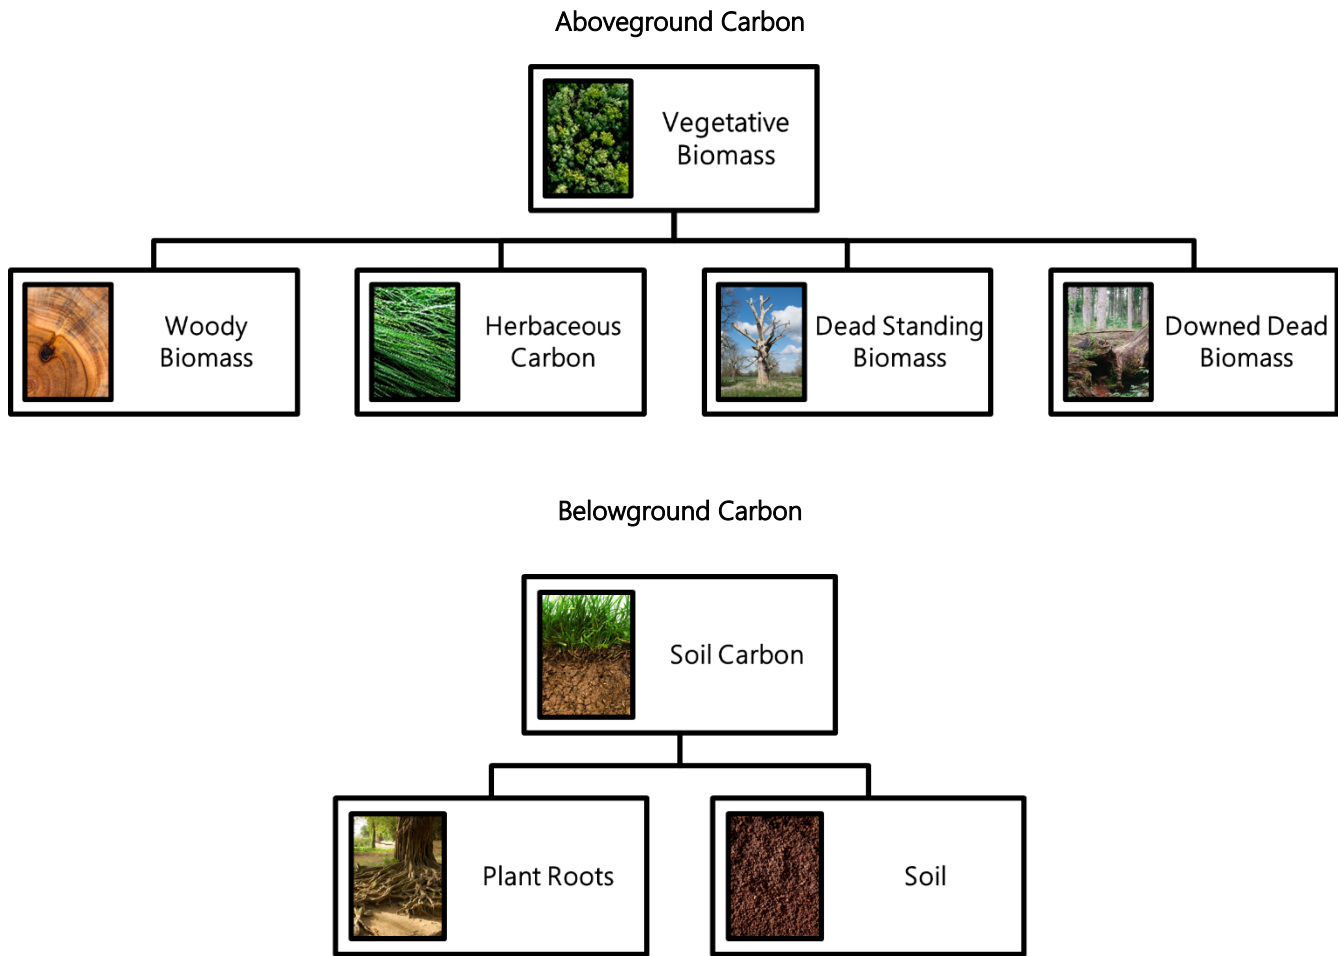 Aboveground Carbon
Vegetative
Biomass
Woody
Biomass
Herbaceous
Carbon
Dead Standing
Biomass
Downed Dead
Biomass
Belowground Carbon
Soil Carbon
Plant Roots
Soil